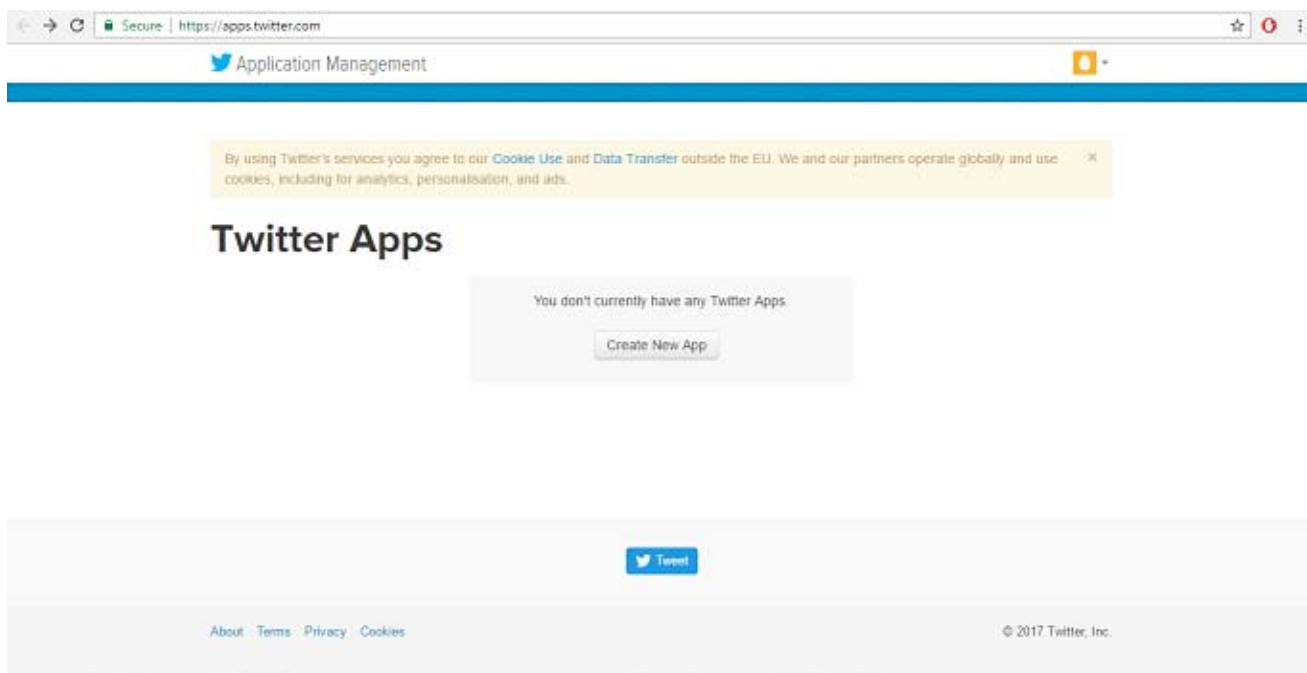 Secure | https://apps.twitter.com
Application Management
By using Twitter's services you agree to our Cookie Use and Data Transfer outside the EU. We and our partners operate globally and use
cookies, including for analytics, personalisation, and ads.
×
Twitter Apps
You don't currently have any Twitter Apps.
Create New App
Tweet
About Terms Privacy Cookies
© 2017 Twitter, Inc.